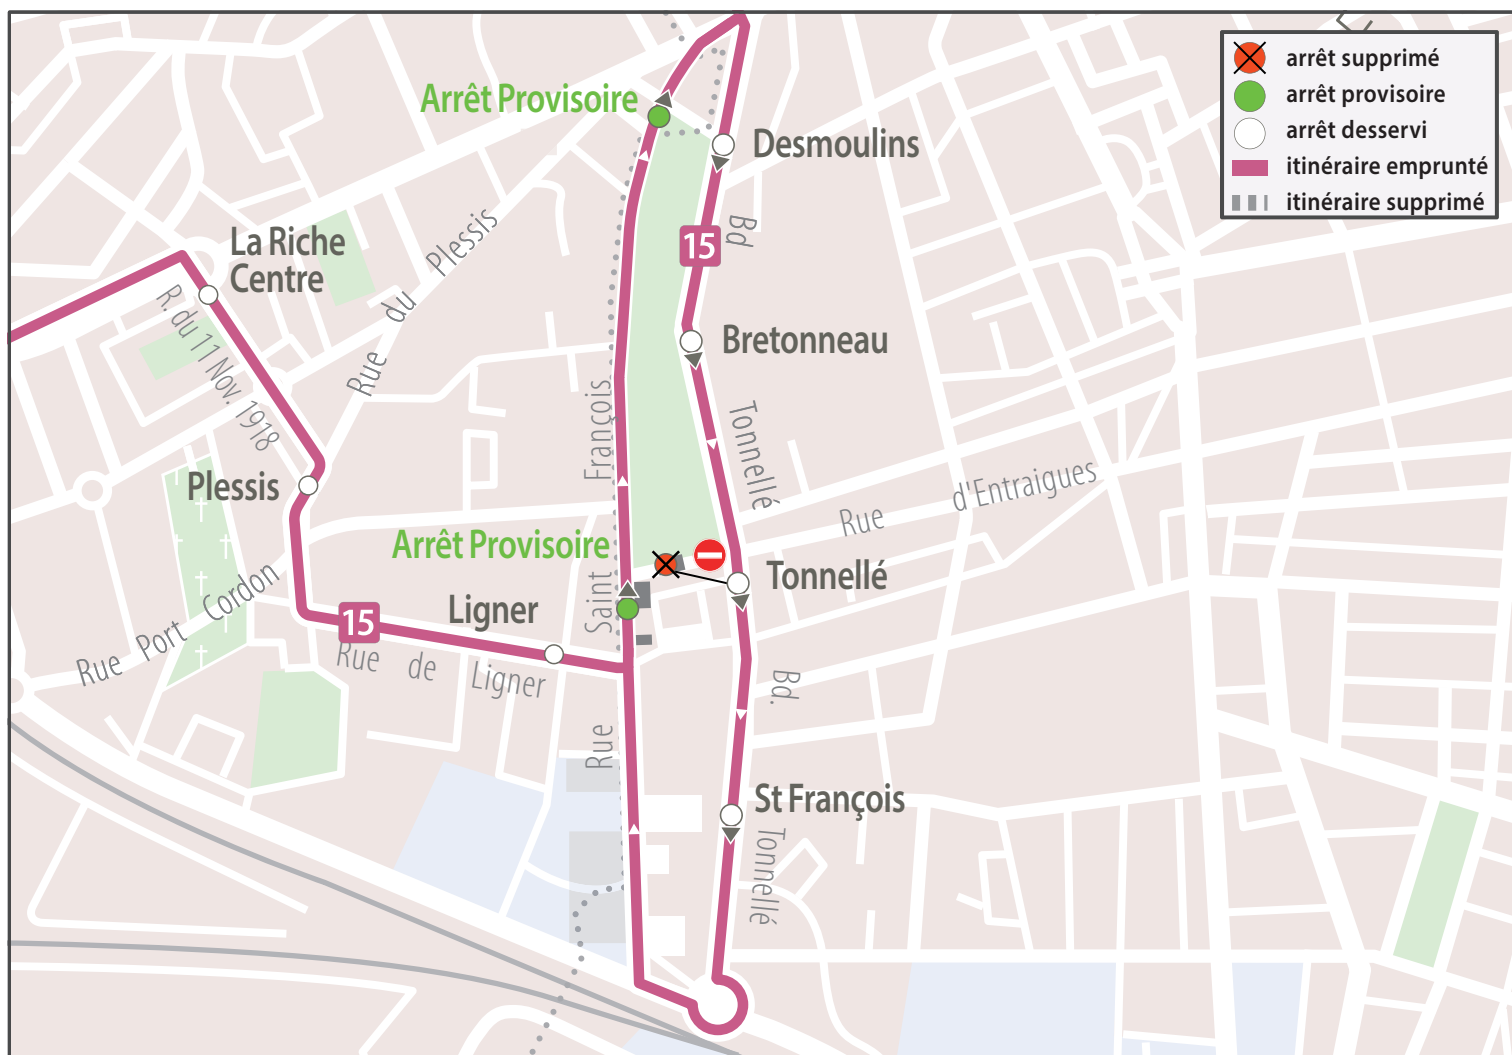 arrêt supprimé
arrêt provisoire
arrêt desservi
itinéraire emprunté
itinéraire supprimé
Arrêt Provisoire
Desmoulins
Bd
15
La Riche
Centre
Rue du Plessis
R. du 11 Nov. 1918
Bretonneau
Tonnellé
Plessis
Rue d'Entraigues
Arrêt Provisoire
Tonnellé
Rue Saint François
Ligner
15
Rue Port Cordon
Rue de Ligner
Bd.
St François
Tonnellé